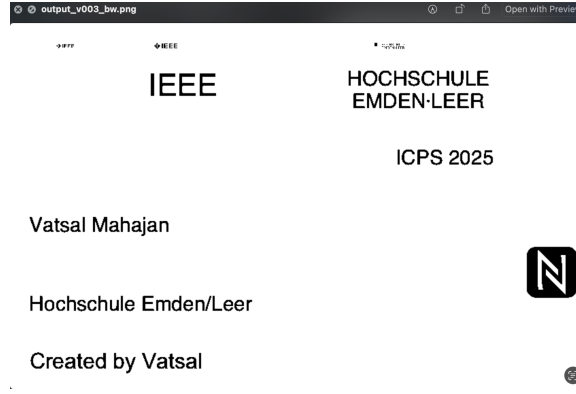 output_v003_bw.png
Open with Preview
IEEE
IEEE
IEEE
HOCHSCHULE
EMDEN·LEER
ICPS 2025
Vatsal Mahajan
Hochschule Emden/Leer
Created by Vatsal